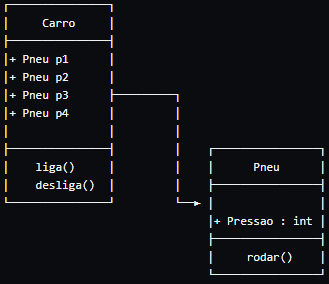 Carro
+ Pneu p1
+ Pneu p2
+ Pneu p3
+ Pneu p4
liga()
desliga()
Pneu
+ Pressao : int
rodar()